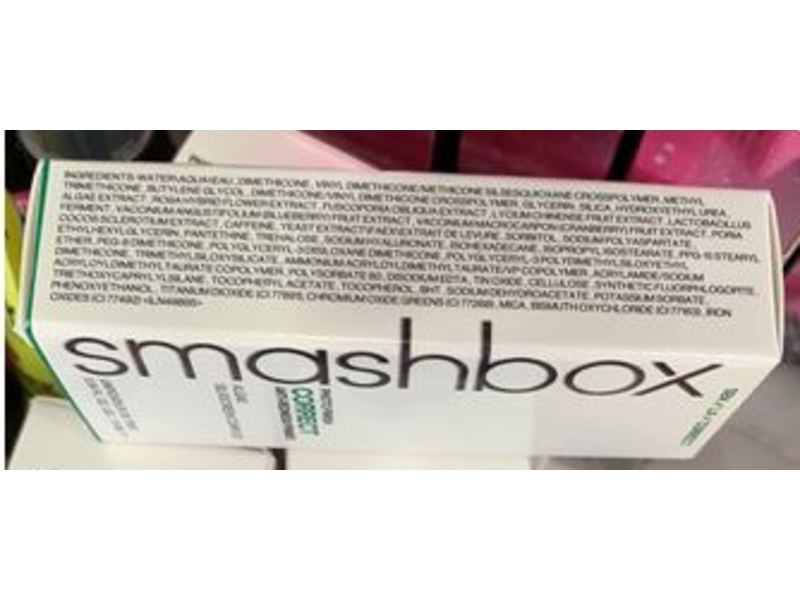 INGREDIENTS: WATER\AQUA\EAU, DIMETHICONE, VINYL DIMETHICONE/METHICONE SILSESQUIOXANE CROSSPOLYMER, METHYL
TRIMETHICONE, BUTYLENE GLYCOL, DIMETHICONE/VINYL DIMETHICONE CROSSPOLYMER, GLYCERIN, SILICA, HYDROXYETHYL UREA,
ALGAE EXTRACT, ROSA HYBRID FLOWER EXTRACT, FUSCOPORIA OBLIQUA EXTRACT, LYCIUM CHINENSE FRUIT EXTRACT, LACTOBACILLUS
FERMENT, VACCINIUM ANGUSTIFOLIUM (BLUEBERRY) FRUIT EXTRACT, VACCINIUM MACROCARPON (CRANBERRY) FRUIT EXTRACT, PORIA
COCOS SCLEROTIUM EXTRACT, CAFFEINE, YEAST EXTRACT\FAEX\EXTRAIT DE LEVURE, SORBITOL, SODIUM POLYASPARTATE,
ETHYLHEXYLGLYCERIN, PANTETHINE, TREHALOSE, SODIUM HYALURONATE, ISOHEXADECANE, ISOPROPYL ISOSTEARATE, PPG-15 STEARYL
ETHER, PEG-8 DIMETHICONE, POLYGLYCERYL-3 DISILOXANE DIMETHICONE, POLYGLYCERYL-3 POLYDIMETHYLSILOXYETHYL
DIMETHICONE, TRIMETHYLSILOXYSILICATE, AMMONIUM ACRYLOYLDIMETHYLTAURATE/VP COPOLYMER, ACRYLAMIDE/SODIUM
ACRYLOYLDIMETHYLTAURATE COPOLYMER, POLYSORBATE 80, DISODIUM EDTA, TIN OXIDE, CELLULOSE, SYNTHETIC FLUORPHLOGOPITE,
TRIETHOXYCAPRYLYLSILANE, TOCOPHERYL ACETATE, TOCOPHEROL, BHT, SODIUM DEHYDROACETATE, POTASSIUM SORBATE,
PHENOXYETHANOL, TITANIUM DIOXIDE (CI 77891), CHROMIUM OXIDE GREENS (CI 77288), MICA, BISMUTH OXYCHLORIDE (CI 77163), IRON
OXIDES (CI 77492)
smashbox
CORRECT